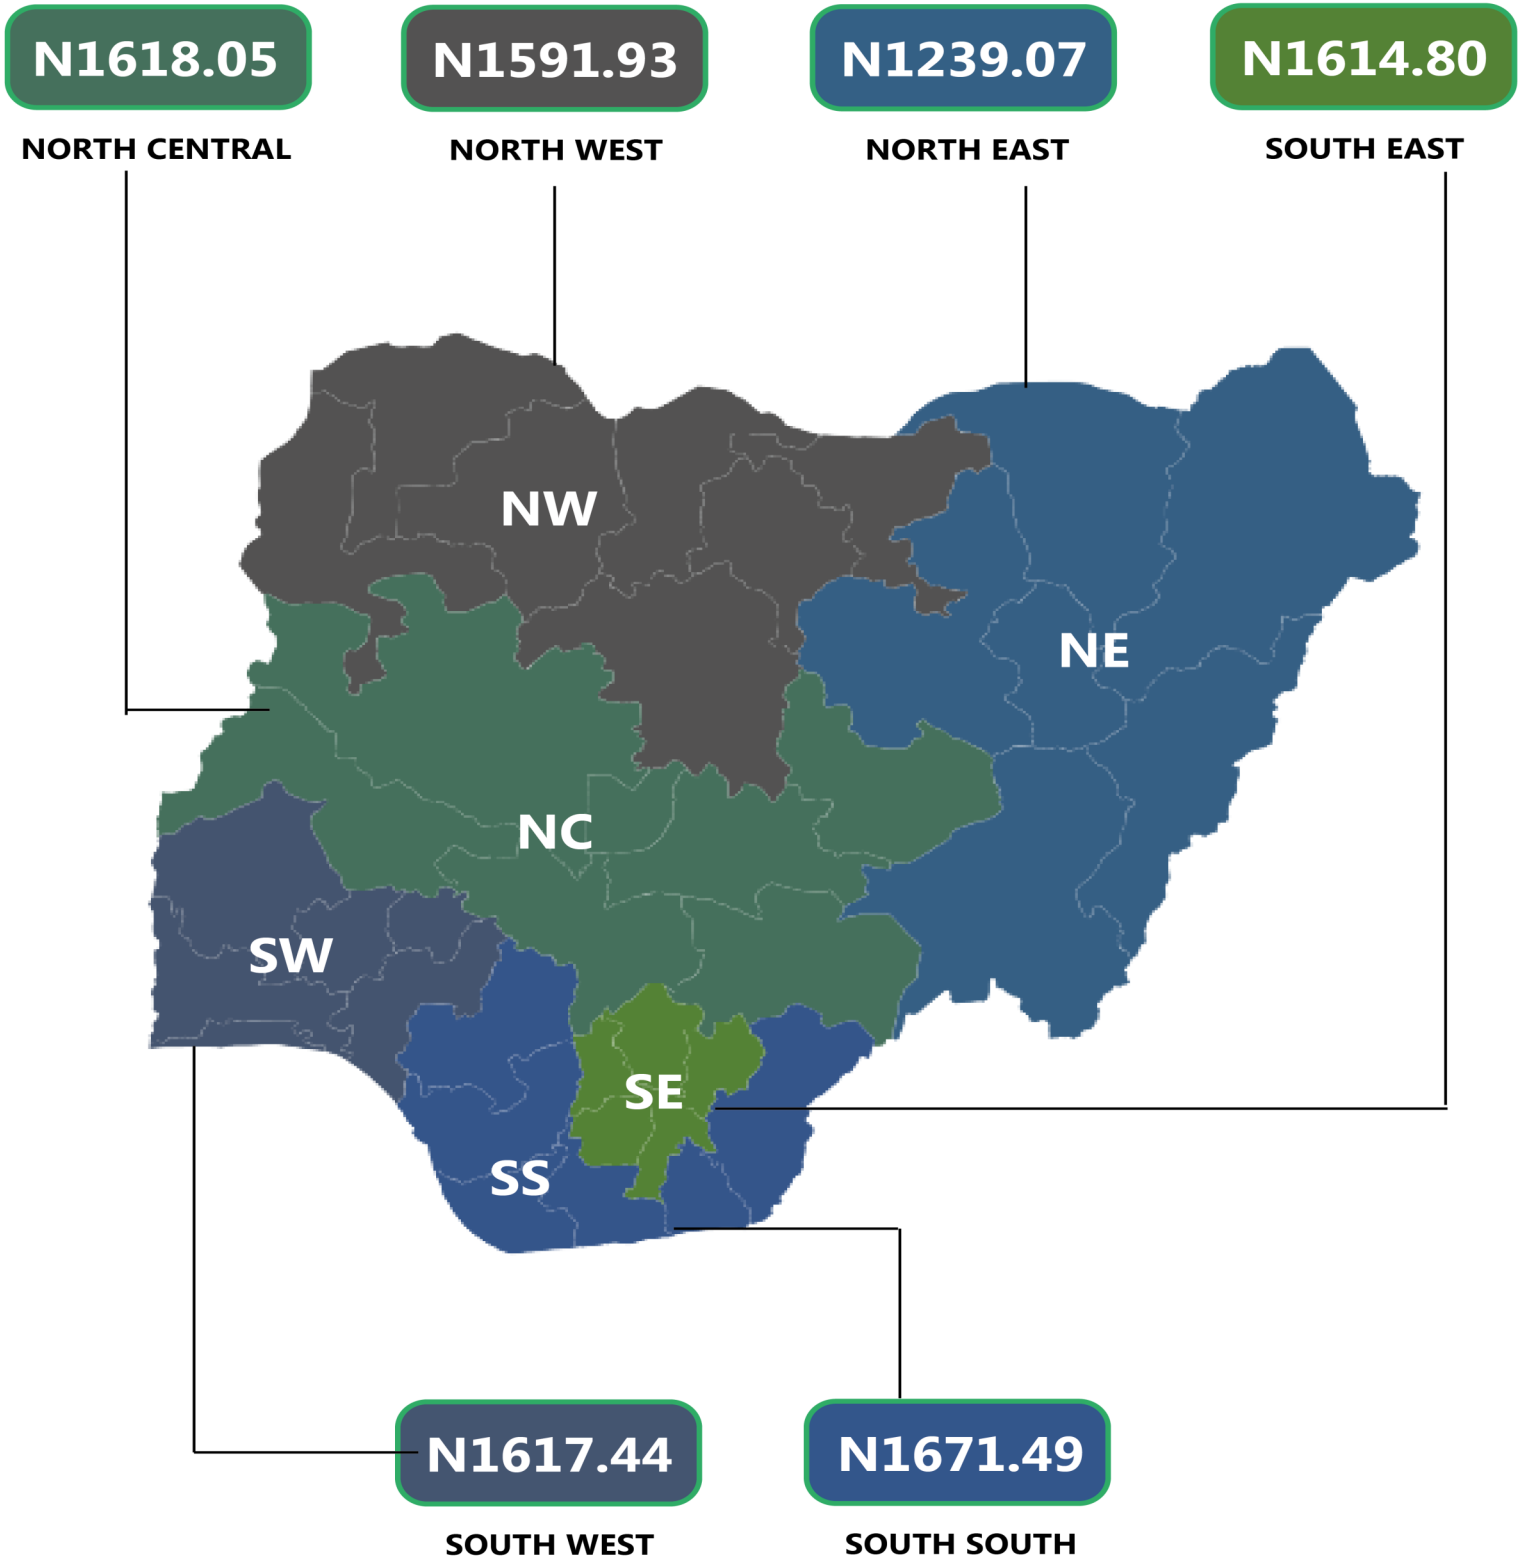 N1618.05
NORTH CENTRAL
N1591.93
NORTH WEST
N1239.07
NORTH EAST
N1614.80
SOUTH EAST
NW
NE
NC
SW
SE
SS
N1617.44
SOUTH WEST
N1671.49
SOUTH SOUTH